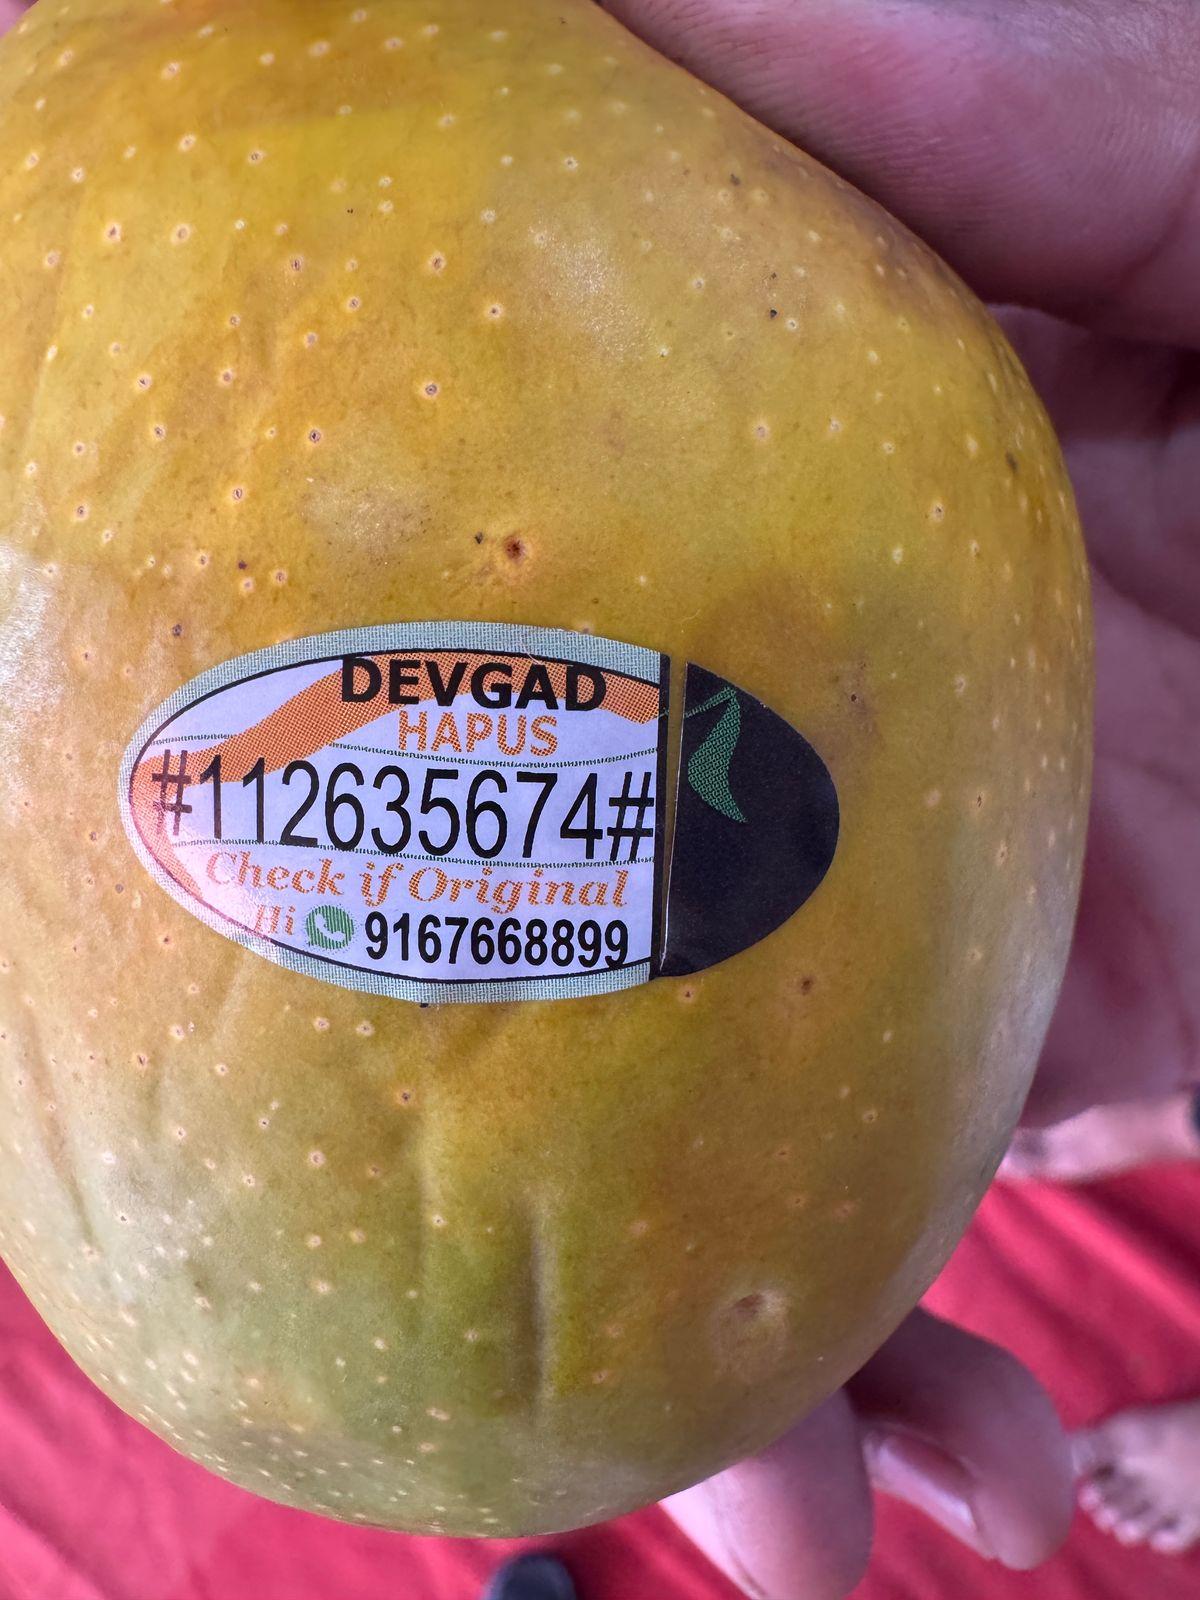 DEVGAD
HAPUS
#112635674#
Check if Original
Hi 9167668899